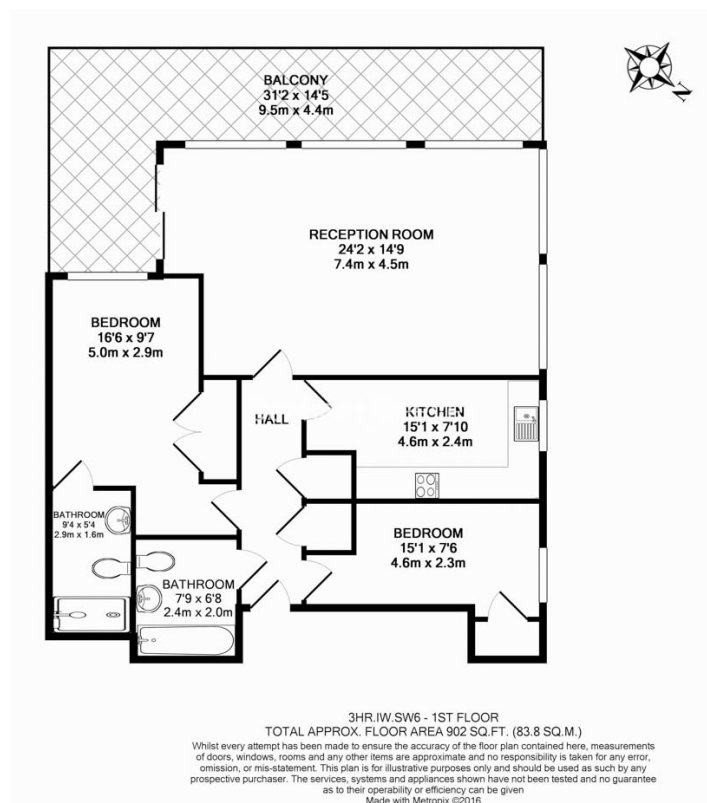 BALCONY
31'2 x 14'5
9.5m x 4.4m
N
RECEPTION ROOM
24'2 x 14'9
7.4m x 4.5m
BEDROOM
16'6 x 9'7
5.0m x 2.9m
HALL
KITCHEN
15'1 x 7'10
4.6m x 2.4m
BATHROOM
9'4 x 5'4
2.9m x 1.6m
BEDROOM
15'1 x 7'6
4.6m x 2.3m
BATHROOM
7'9 x 6'8
2.4m x 2.0m
3HR.IW.SW6 - 1ST FLOOR
TOTAL APPROX. FLOOR AREA 902 SQ.FT. (83.8 SQ.M.)
Whilst every attempt has been made to ensure the accuracy of the floor plan contained here, measurements
of doors, windows, rooms and any other items are approximate and no responsibility is taken for any error,
omission, or mis-statement. This plan is for illustrative purposes only and should be used as such by any
prospective purchaser. The services, systems and appliances shown have not been tested and no guarantee
as to their operability or efficiency can be given
Made with Metropix ©2016